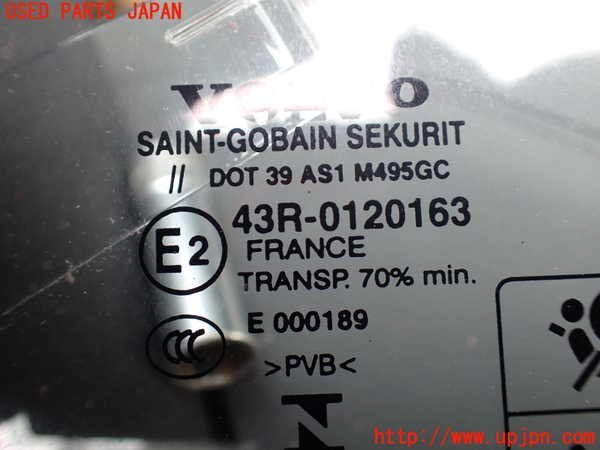 USED PARTS JAPAN
VOLVO
SAINT-GOBAIN SEKURIT
// DOT 39 AS1 M495GC
E2 43R-0120163
FRANCE
TRANSP. 70% min.
CCC E 000189
>PVB<
http://www.upjpn.com/